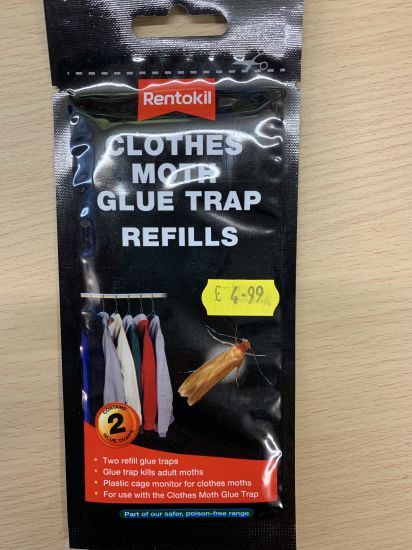 Rentokil
CLOTHES
MOTH
GLUE TRAP
REFILLS
£ 4.99
CONTAINS
2
GLUE TRAPS
• Two refill glue traps
• Glue trap kills adult moths
• Plastic cage monitor for clothes moths
• For use with the Clothes Moth Glue Trap
Part of our safer, poison-free range